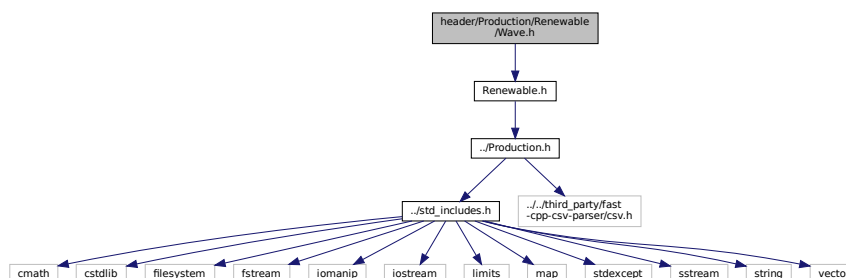 header/Production/Renewable
/Wave.h
Renewable.h
../Production.h
../std_includes.h
../../third_party/fast
-cpp-csv-parser/csv.h
cmath
cstdlib
filesystem
fstream
iomanip
iostream
limits
map
stdexcept
sstream
string
vecto